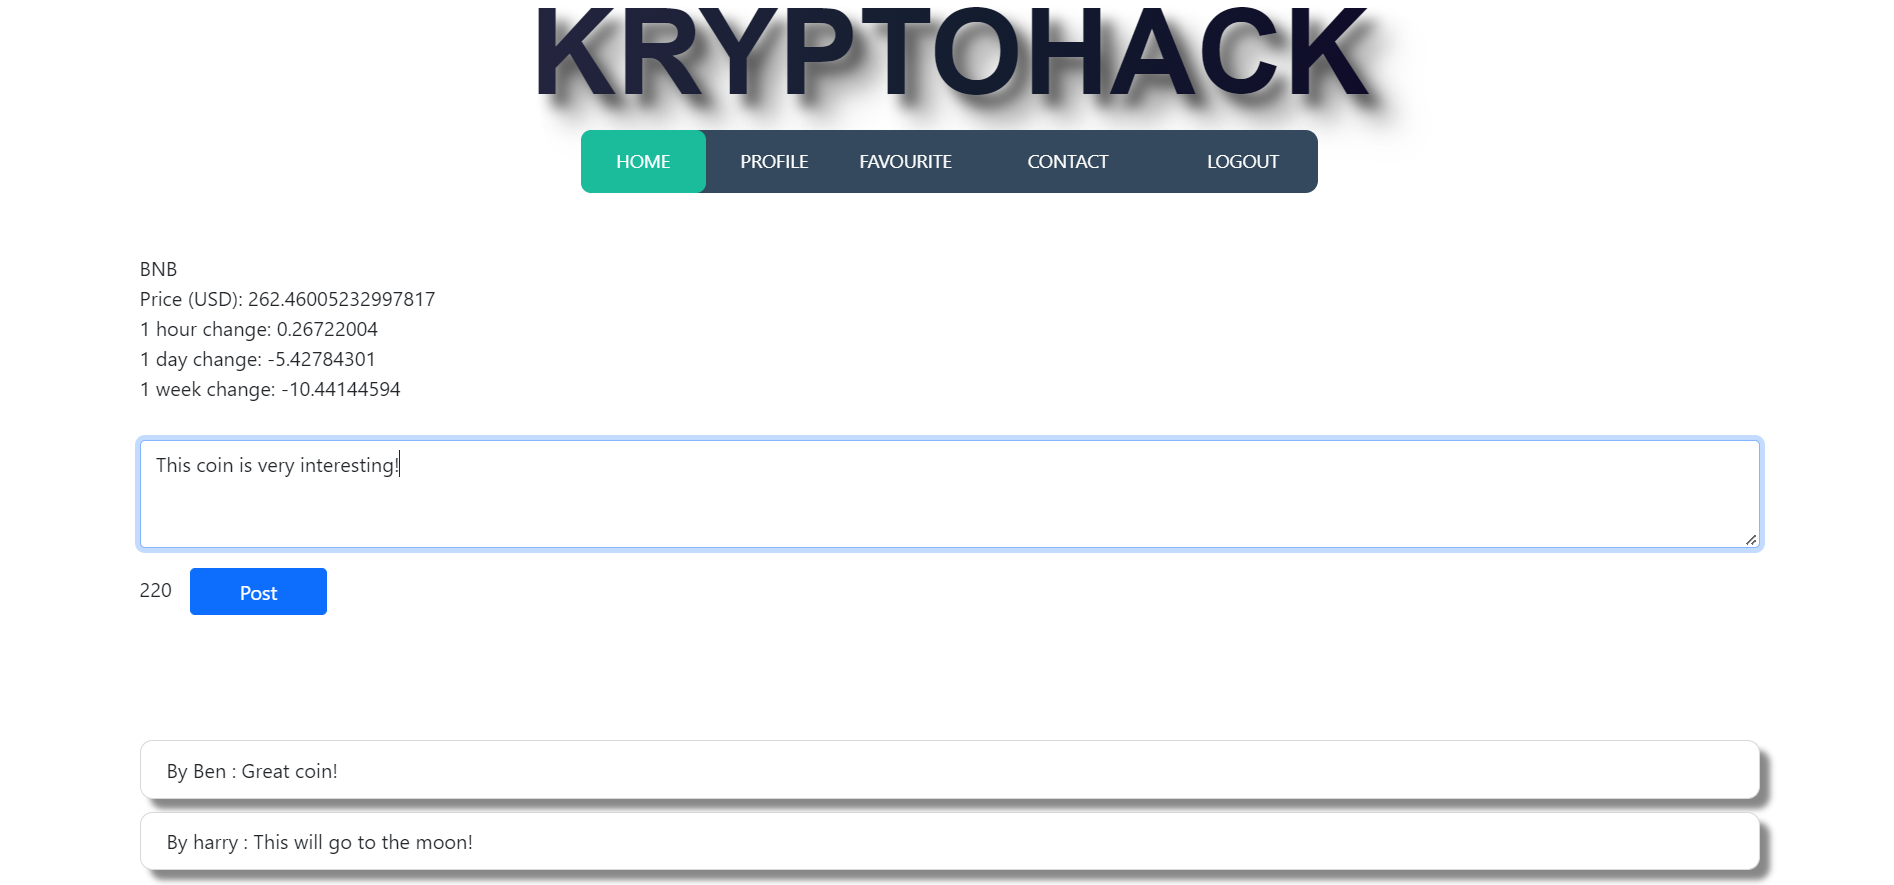 KRYPTOHACK
HOME PROFILE FAVOURITE CONTACT LOGOUT
BNB
Price (USD): 262.46005232997817
1 hour change: 0.26722004
1 day change: -5.42784301
1 week change: -10.44144594
This coin is very interesting!
220 Post
By Ben : Great coin!
By harry : This will go to the moon!